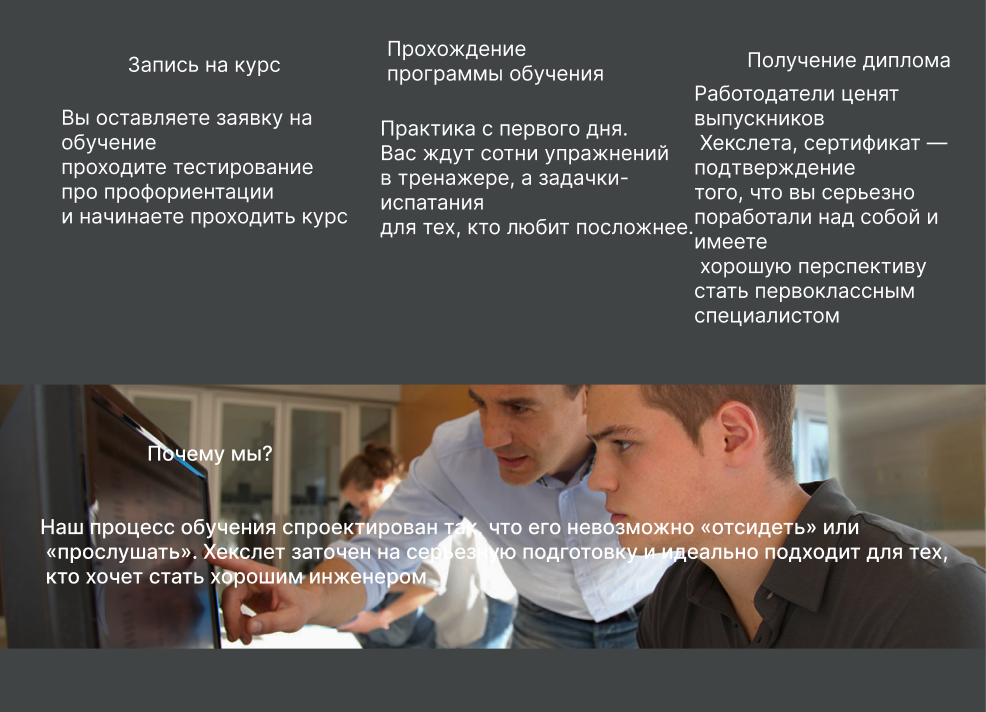 Запись на курс
Вы оставляете заявку на
обучение
проходите тестирование
про профориентации
и начинаете проходить курс
Прохождение
программы обучения
Практика с первого дня.
Вас ждут сотни упражнений
в тренажере, а задачки-
испатания
для тех, кто любит посложнее.
Получение диплома
Работодатели ценят
выпускников
Хекслета, сертификат —
подтверждение
того, что вы серьезно
поработали над собой и
имеете
хорошую перспективу
стать первоклассным
специалистом
Почему мы?
Наш процесс обучения спроектирован так, что его невозможно «отсидеть» или
«прослушать». Хекслет заточен на серьезную подготовку и идеально подходит для тех,
кто хочет стать хорошим инженером